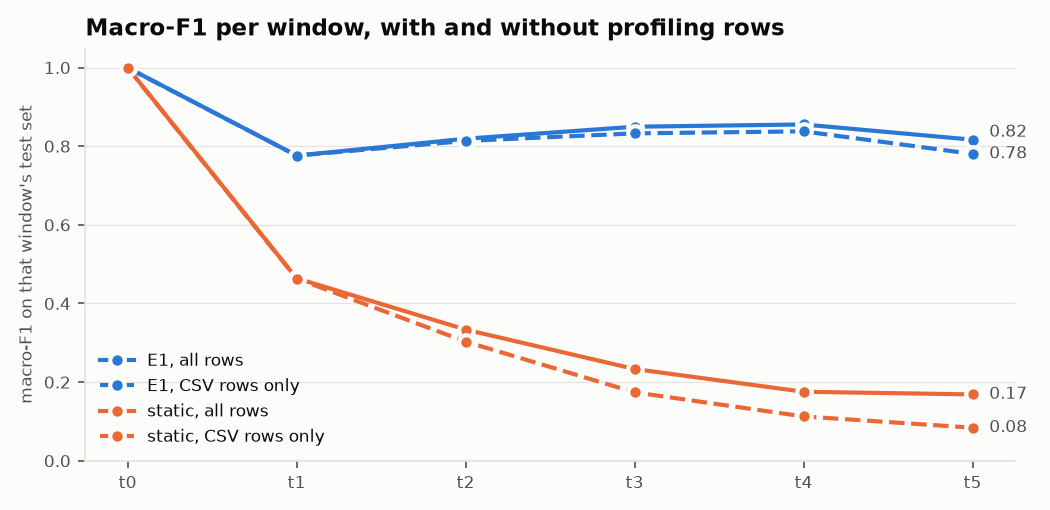 Macro-F1 per window, with and without profiling rows
macro-F1 on that window's test set
1.0
0.8
0.6
0.4
0.2
0.0
0.82
0.78
0.17
0.08
E1, all rows
E1, CSV rows only
static, all rows
static, CSV rows only
t0 t1 t2 t3 t4 t5